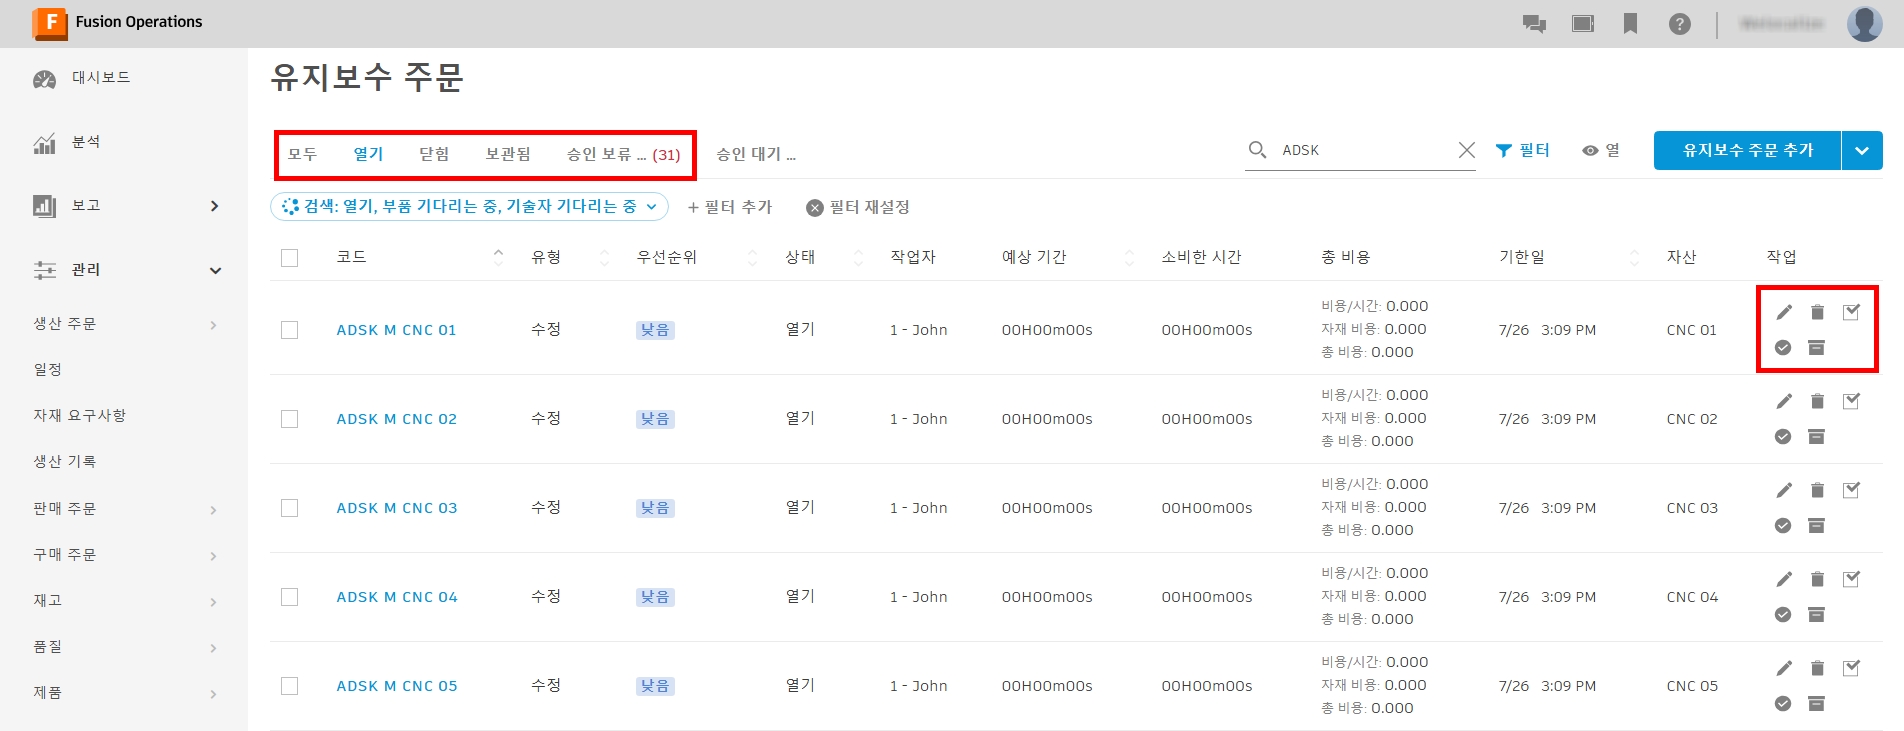 F Fusion Operations
대시보드
분석
보고
관리
생산 주문
일정
자재 요구사항
생산 기록
판매 주문
구매 주문
재고
품질
제품
유지보수 주문
모두 열기 닫힘 보관됨 승인 보류 ... (31) 승인 대기 ... ADSK 필터 열 유지보수 주문 추가
검색: 열기, 부품 기다리는 중, 기술자 기다리는 중 + 필터 추가 필터 재설정
코드 유형 우선순위 상태 작업자 예상 기간 소비한 시간 총 비용 기한일 자산 작업
비용/시간: 0.000
ADSK M CNC 01 수정 낮음 열기 1 - John 00H00m00s 00H00m00s 자재 비용: 0.000 7/26 3:09 PM CNC 01
총 비용: 0.000
비용/시간: 0.000
ADSK M CNC 02 수정 낮음 열기 1 - John 00H00m00s 00H00m00s 자재 비용: 0.000 7/26 3:09 PM CNC 02
총 비용: 0.000
비용/시간: 0.000
ADSK M CNC 03 수정 낮음 열기 1 - John 00H00m00s 00H00m00s 자재 비용: 0.000 7/26 3:09 PM CNC 03
총 비용: 0.000
비용/시간: 0.000
ADSK M CNC 04 수정 낮음 열기 1 - John 00H00m00s 00H00m00s 자재 비용: 0.000 7/26 3:09 PM CNC 04
총 비용: 0.000
비용/시간: 0.000
ADSK M CNC 05 수정 낮음 열기 1 - John 00H00m00s 00H00m00s 자재 비용: 0.000 7/26 3:09 PM CNC 05
총 비용: 0.000